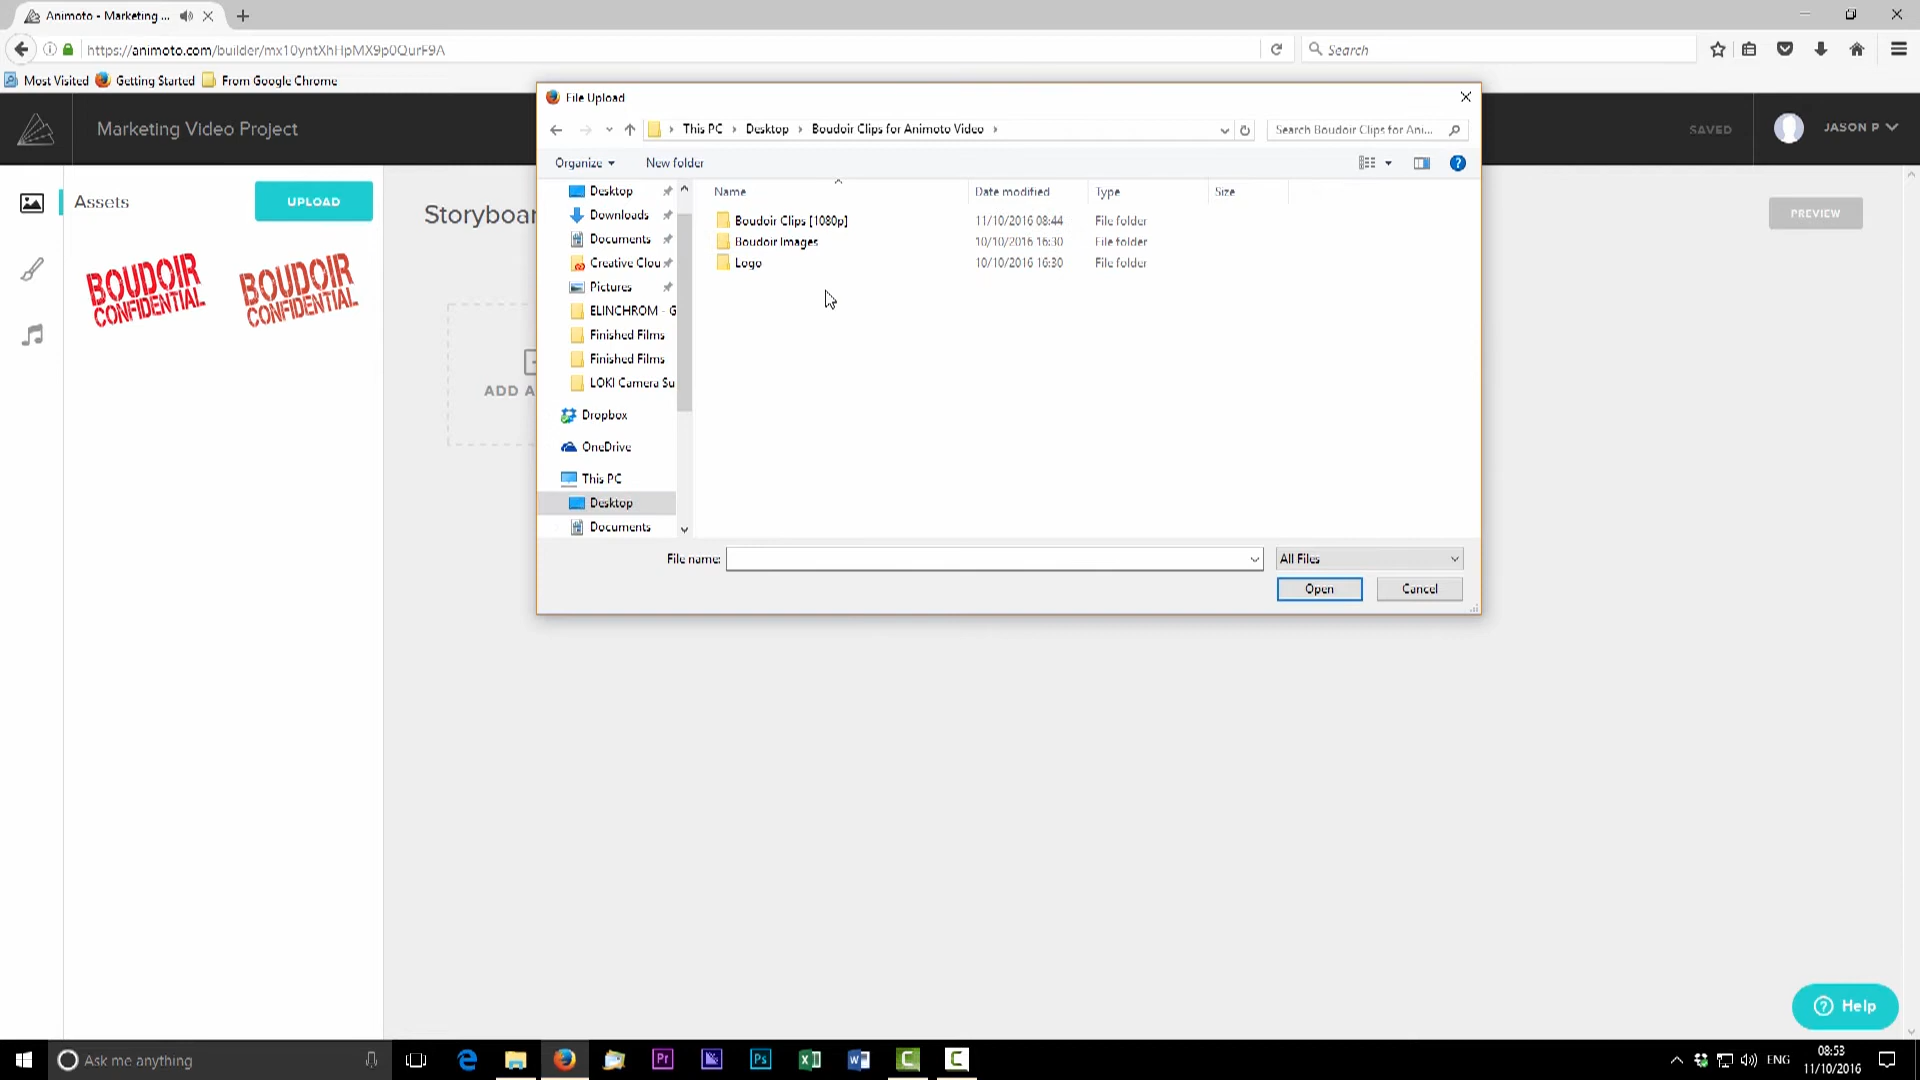 Animoto - Marketing ...
https://animoto.com/builder/mx10yntXhHpMX9p0QurF9A
Search
Most Visited
Getting Started
From Google Chrome
Marketing Video Project
SAVED
JASON P
Assets
UPLOAD
BOUDOIR
CONFIDENTIAL
BOUDOIR
CONFIDENTIAL
Storyboar
ADD A
PREVIEW
File Upload
This PC
Desktop
Boudoir Clips for Animoto Video
Search Boudoir Clips for Ani...
Organize
New folder
Name
Date modified
Type
Size
Boudoir Clips [1080p]
11/10/2016 08:44
File folder
Boudoir Images
10/10/2016 16:30
File folder
Logo
10/10/2016 16:30
File folder
Desktop
Downloads
Documents
Creative Clou
Pictures
ELINCHROM - G
Finished Films
Finished Films
LOKI Camera Su
Dropbox
OneDrive
This PC
Desktop
Documents
File name:
All Files
Open
Cancel
Help
Ask me anything
Pr
Ps
ENG
08:53
11/10/2016